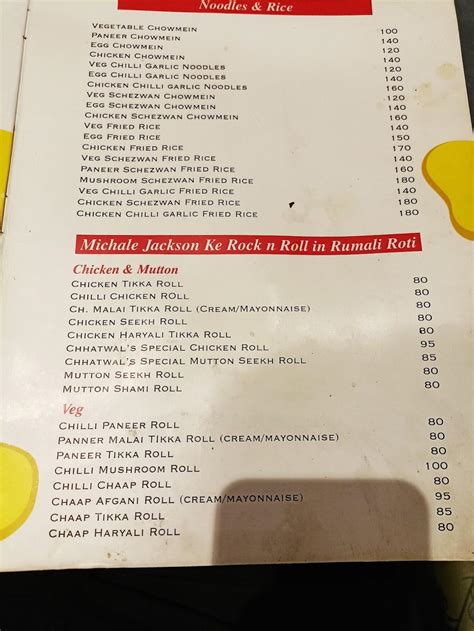 Noodles & Rice
Vegetable Chowmein 100
Paneer Chowmein 140
Egg Chowmein 120
Chicken Chowmein 140
Veg Chilli Garlic Noodles 120
Egg Chilli Garlic Noodles 140
Chicken Chilli garlic Noodles 160
Veg Schezwan Chowmein 120
Egg Schezwan Chowmein 140
Chicken Schezwan Chowmein 160
Veg Fried Rice 140
Egg Fried Rice 150
Chicken Fried Rice 170
Veg Schezwan Fried Rice 140
Paneer Schezwan Fried Rice 160
Mushroom Schezwan Fried Rice 180
Veg Chilli Garlic Fried Rice 140
Chicken Schezwan Fried Rice 180
Chicken Chilli garlic Fried Rice 180
Michale Jackson Ke Rock n Roll in Rumali Roti
Chicken & Mutton
Chicken Tikka Roll 80
Chilli Chicken Roll 80
Ch. Malai Tikka Roll (Cream/Mayonnaise) 80
Chicken Seekh Roll 80
Chicken Haryali Tikka Roll 80
Chhatwal's Special Chicken Roll 95
Chhatwal's Special Mutton Seekh Roll 85
Mutton Seekh Roll 80
Mutton Shami Roll 80
Veg
Chilli Paneer Roll 80
Panner Malai Tikka Roll (cream/mayonnaise) 80
Paneer Tikka Roll 80
Chilli Mushroom Roll 100
Chilli Chaap Roll 80
Chaap Afgani Roll (cream/mayonnaise) 95
Chaap Tikka Roll 80
Chaap Haryali Roll 80